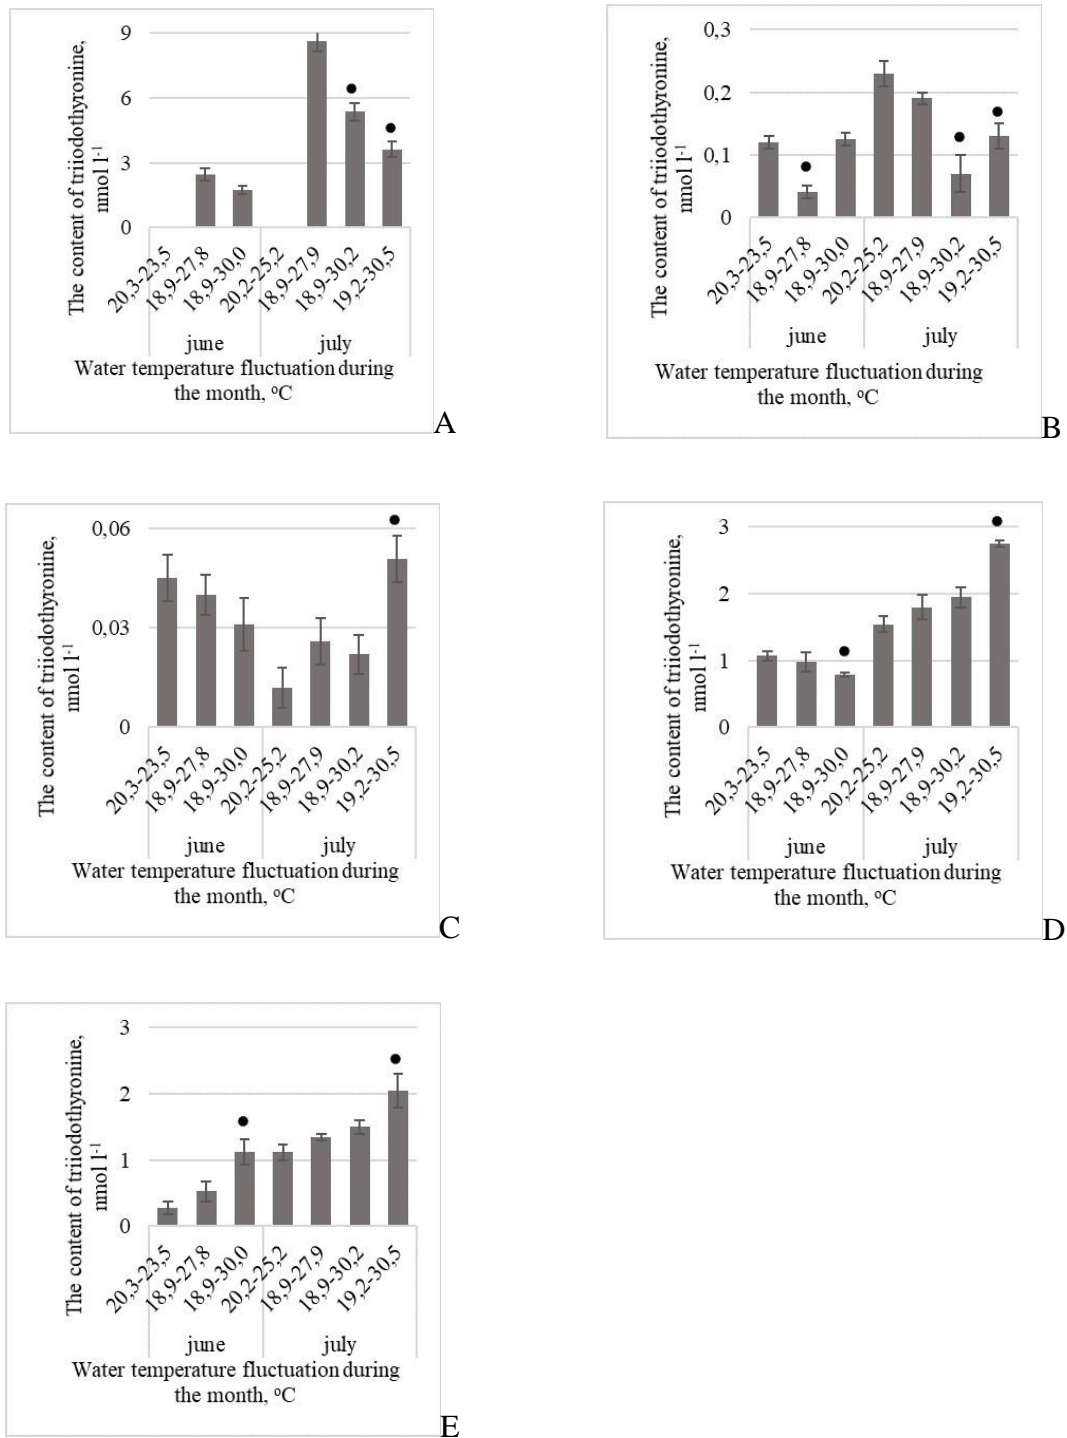 The content of triiodothyronine,
nmol l-1
9
6
3
0
20,3-23,5
18,9-27,8
18,9-30,0
20,2-25,2
18,9-27,9
18,9-30,2
19,2-30,5
june
july
Water temperature fluctuation during
the month, °C
A
The content of triiodothyronine,
nmol l-1
0,3
0,2
0,1
0
20,3-23,5
18,9-27,8
18,9-30,0
20,2-25,2
18,9-27,9
18,9-30,2
19,2-30,5
june
july
Water temperature fluctuation during
the month, °C
B
The content of triiodothyronine,
nmol l-1
0,06
0,03
0
20,3-23,5
18,9-27,8
18,9-30,0
20,2-25,2
18,9-27,9
18,9-30,2
19,2-30,5
june
july
Water temperature fluctuation during
the month, °C
C
The content of triiodothyronine,
nmol l-1
3
2
1
0
20,3-23,5
18,9-27,8
18,9-30,0
20,2-25,2
18,9-27,9
18,9-30,2
19,2-30,5
june
july
Water temperature fluctuation during
the month, °C
D
The content of triiodothyronine,
nmol l-1
3
2
1
0
20,3-23,5
18,9-27,8
18,9-30,0
20,2-25,2
18,9-27,9
18,9-30,2
19,2-30,5
june
july
Water temperature fluctuation during
the month, °C
E